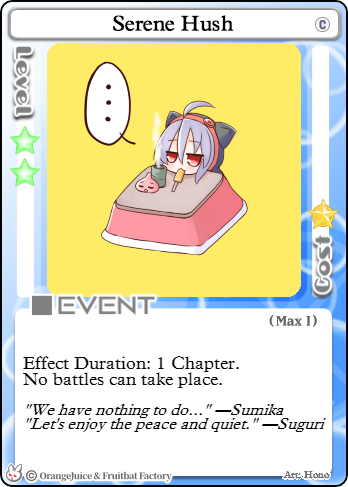 Serene Hush
C
Level
...
Cost
EVENT
(Max 1)
Effect Duration: 1 Chapter.
No battles can take place.
"We have nothing to do..." —Sumika
"Let's enjoy the peace and quiet." —Suguri
© OrangeJuice & Fruitbat Factory
Art: Hono